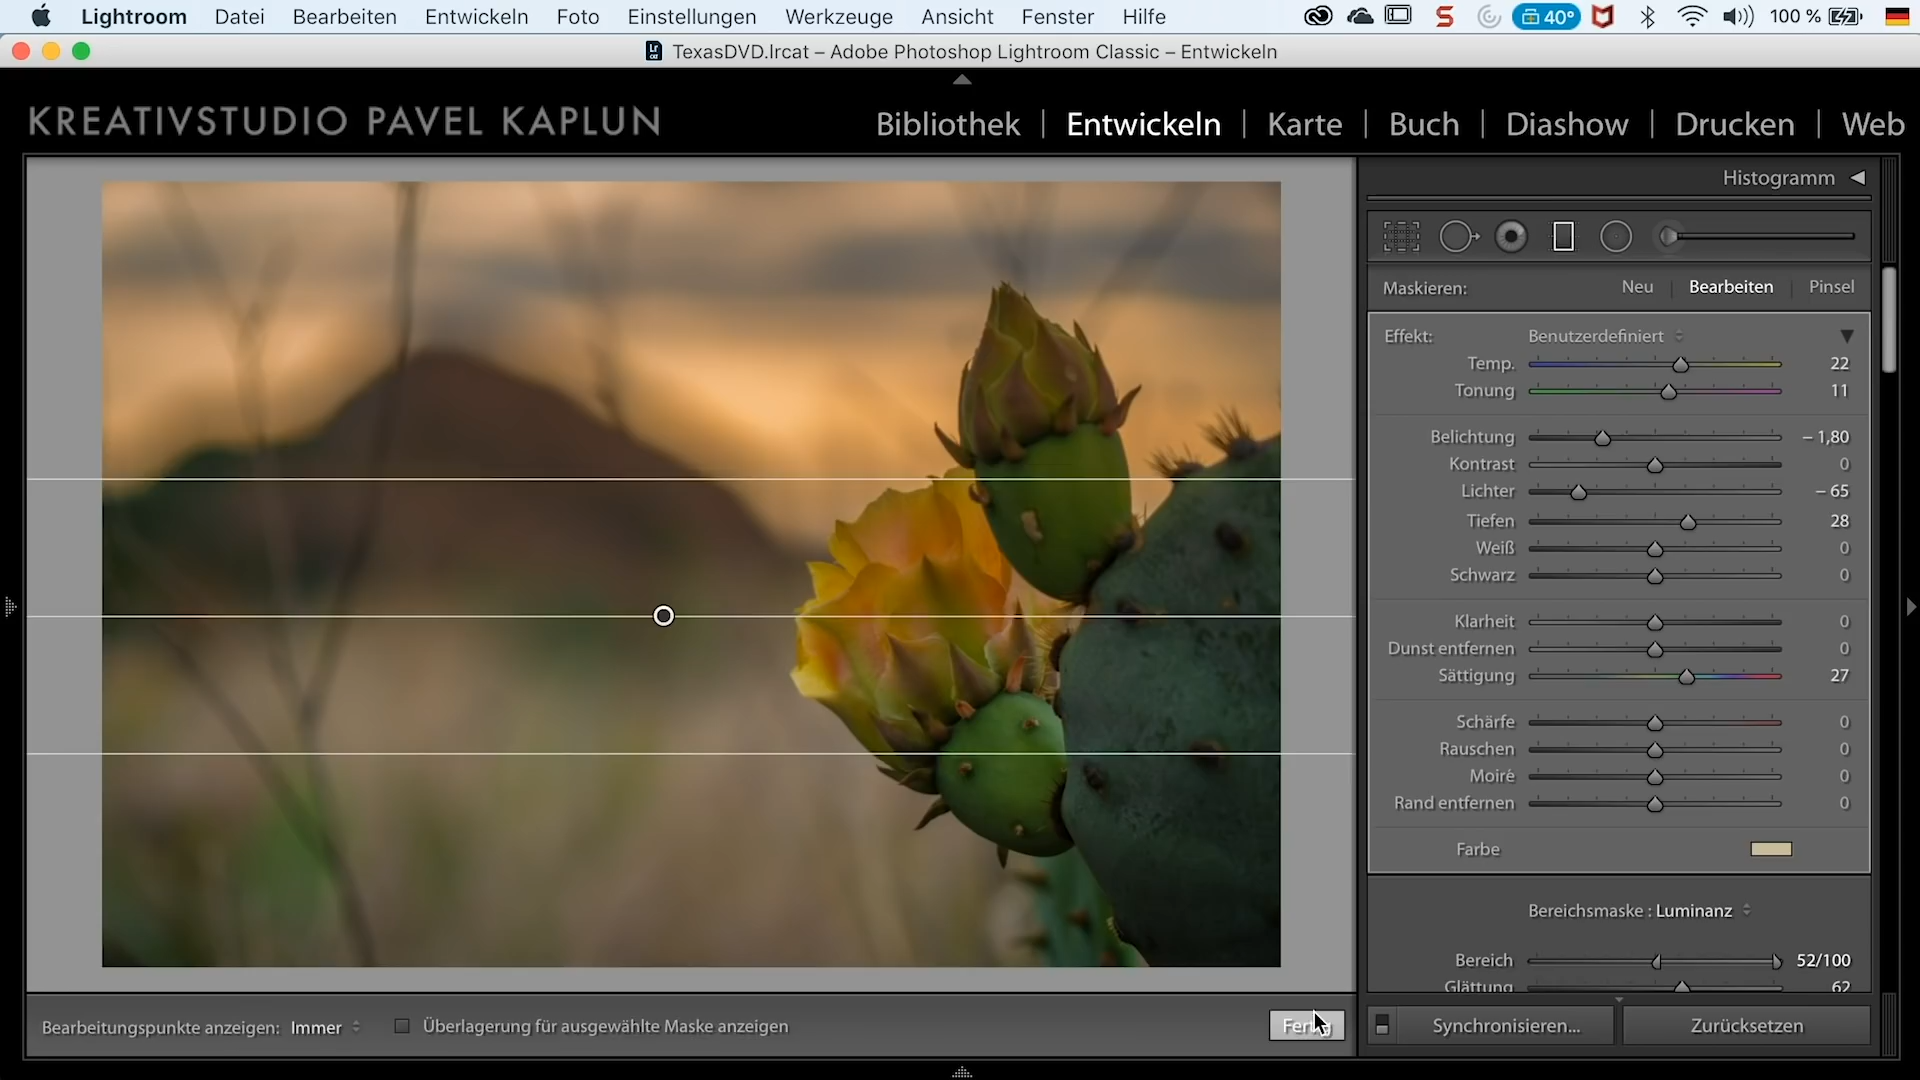 Lightroom Datei Bearbeiten Entwickeln Foto Einstellungen Werkzeuge Ansicht Fenster Hilfe 40° 100 %
TexasDVD.lrcat – Adobe Photoshop Lightroom Classic – Entwickeln
KREATIVSTUDIO PAVEL KAPLUN
Bibliothek | Entwickeln | Karte | Buch | Diashow | Drucken | Web
Histogramm
Maskieren: Neu Bearbeiten Pinsel
Effekt: Benutzerdefiniert
Temp. 22
Tonung 11
Belichtung – 1,80
Kontrast 0
Lichter – 65
Tiefen 28
Weiß 0
Schwarz 0
Klarheit 0
Dunst entfernen 0
Sättigung 27
Schärfe 0
Rauschen 0
Moiré 0
Rand entfernen 0
Farbe
Bereichsmaske : Luminanz
Bereich 52/100
Glättung 62
Bearbeitungspunkte anzeigen: Immer Überlagerung für ausgewählte Maske anzeigen
Synchronisieren... Zurücksetzen